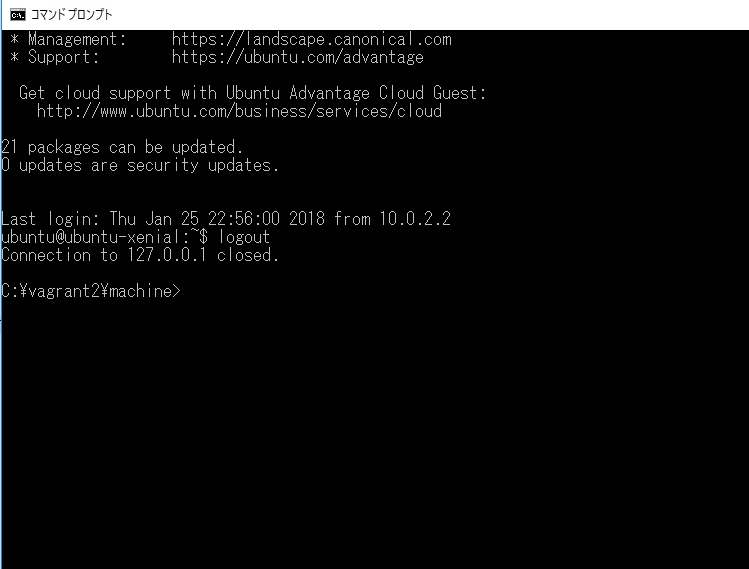 コマンド プロンプト
* Management:     https://landscape.canonical.com
* Support:        https://ubuntu.com/advantage
Get cloud support with Ubuntu Advantage Cloud Guest:
http://www.ubuntu.com/business/services/cloud
21 packages can be updated.
0 updates are security updates.
Last login: Thu Jan 25 22:56:00 2018 from 10.0.2.2
ubuntu@ubuntu-xenial:~$ logout
Connection to 127.0.0.1 closed.
C:¥vagrant2¥machine>